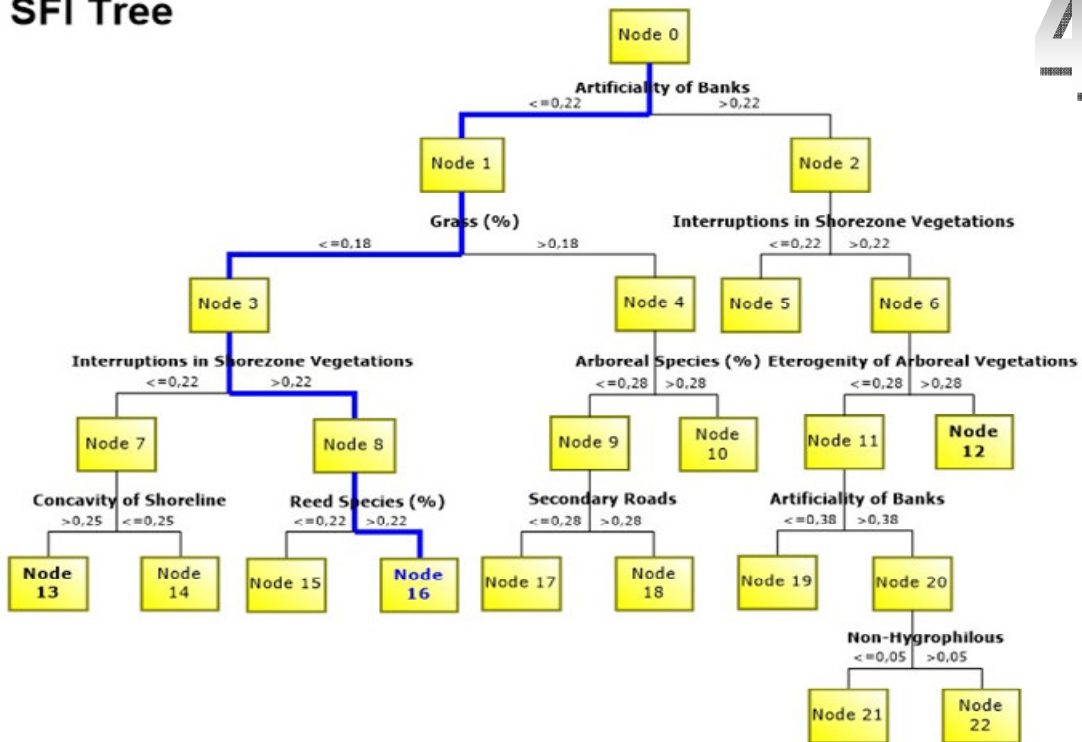 SFI Tree
Node 0
Artificiality of Banks
<=0,22 >0,22
Node 1 Node 2
Grass (%) Interruptions in Shorezone Vegetations
<=0,18 >0,18 <=0,22 >0,22
Node 3 Node 4 Node 5 Node 6
Interruptions in Shorezone Vegetations Arboreal Species (%) Eterogenity of Arboreal Vegetations
<=0,22 >0,22 <=0,28 >0,28 <=0,28 >0,28
Node 7 Node 8 Node 9 Node 10 Node 11 Node 12
Concavity of Shoreline Reed Species (%) Secondary Roads Artificiality of Banks
>0,25 <=0,25 <=0,22 >0,22 <=0,28 >0,28 <=0,38 >0,38
Node 13 Node 14 Node 15 Node 16 Node 17 Node 18 Node 19 Node 20
Non-Hygrophilous
<=0,05 >0,05
Node 21 Node 22